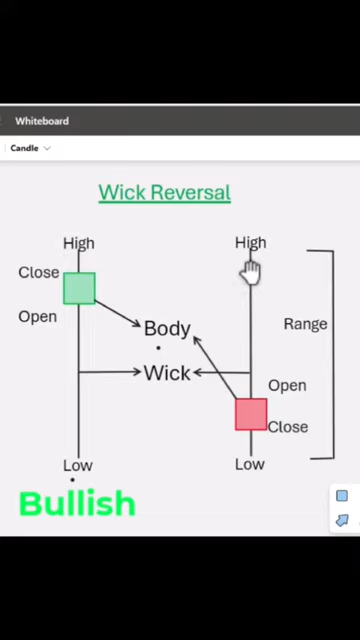 Whiteboard
Candle
Wick Reversal
High
High
Close
Open
Body
Range
Wick
Open
Close
Low
Low
Bullish